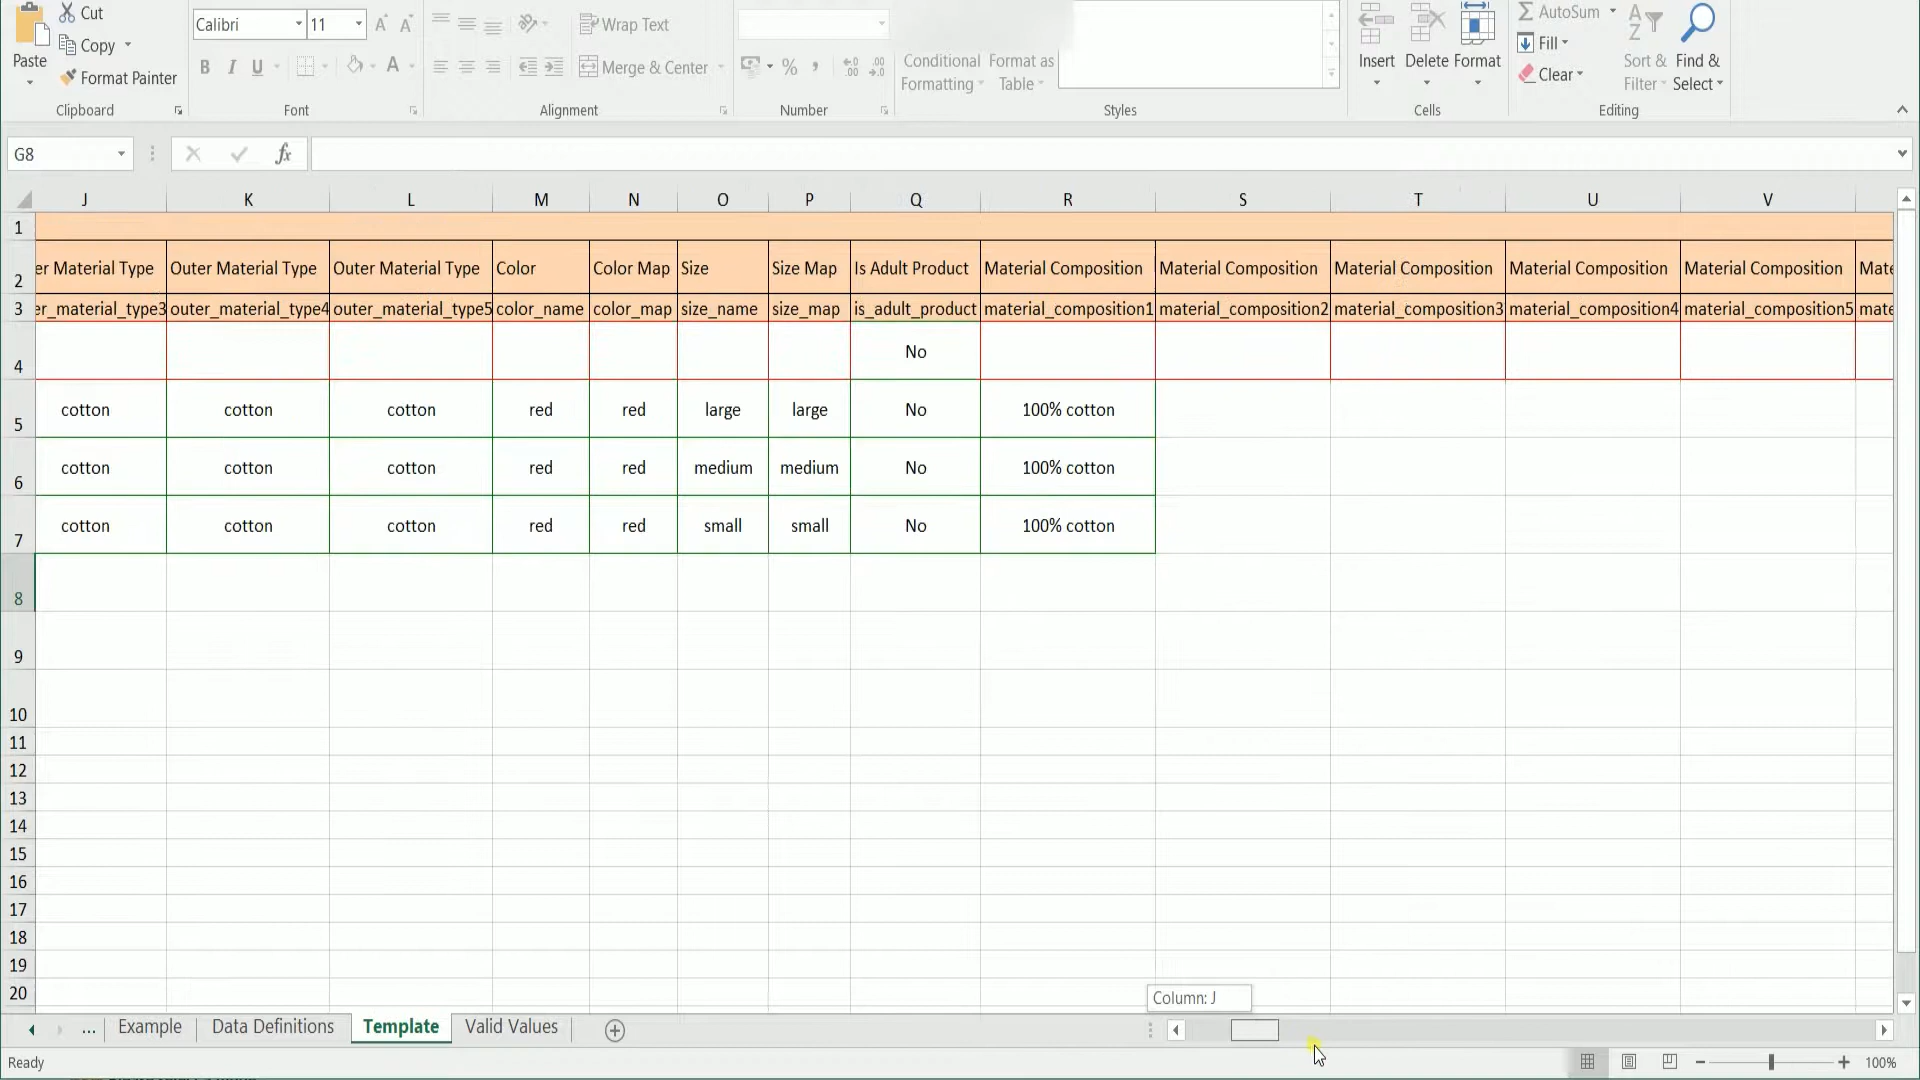 Cut
Calibri 11
Wrap Text
AutoSum
Copy
Fill
Paste
Format Painter
B I U
Merge & Center
% ,
Conditional Formatting
Format as Table
Insert
Delete
Format
Clear
Sort & Filter
Find & Select
Clipboard
Font
Alignment
Number
Styles
Cells
Editing
G8
fx
J K L M N O P Q R S T U V
1
2 er Material Type Outer Material Type Outer Material Type Color Color Map Size Size Map Is Adult Product Material Composition Material Composition Material Composition Material Composition Material Composition Mate
3 er_material_type3 outer_material_type4 outer_material_type5 color_name color_map size_name size_map is_adult_product material_composition1 material_composition2 material_composition3 material_composition4 material_composition5 mate
4 No
5 cotton cotton cotton red red large large No 100% cotton
6 cotton cotton cotton red red medium medium No 100% cotton
7 cotton cotton cotton red red small small No 100% cotton
8
9
10
11
12
13
14
15
16
17
18
19
20
Column: J
... Example Data Definitions Template Valid Values
Ready
100%